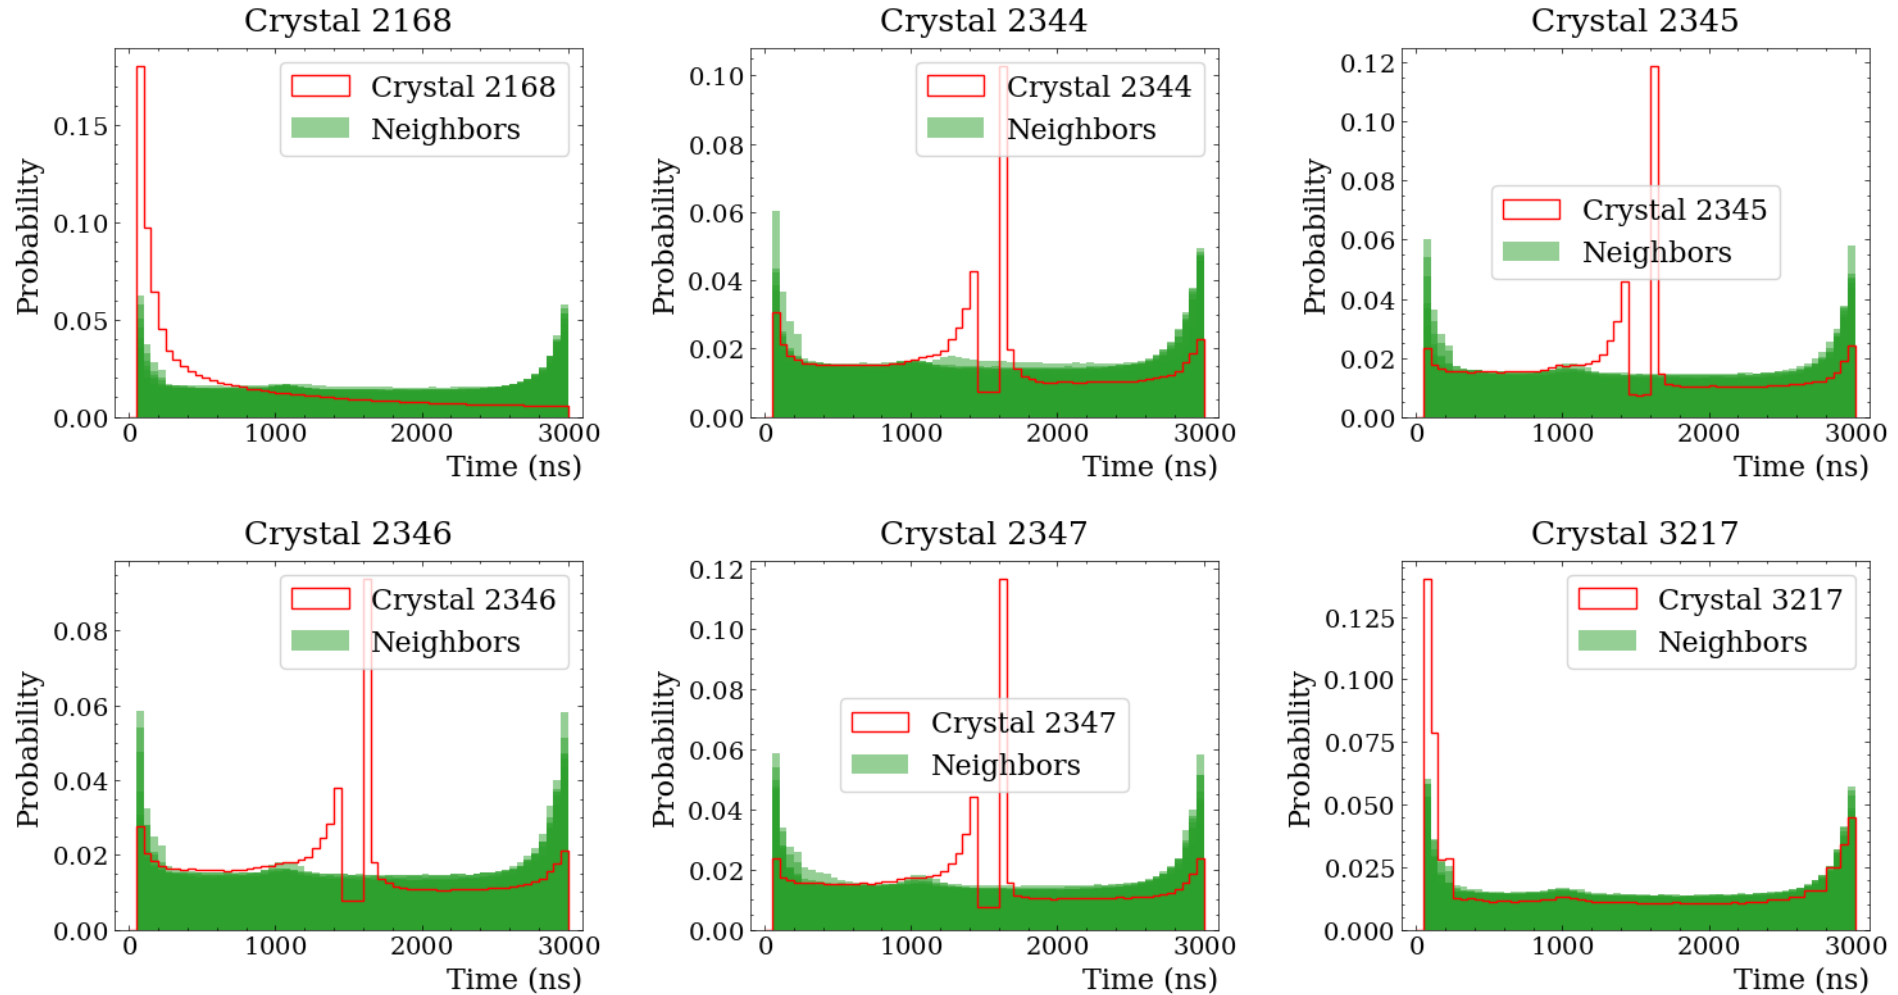 Crystal 2168
Probability
0.15
0.10
0.05
0.00
Crystal 2168
Neighbors
0
1000
2000
3000
Time (ns)
Crystal 2344
Probability
0.10
0.08
0.06
0.04
0.02
0.00
Crystal 2344
Neighbors
0
1000
2000
3000
Time (ns)
Crystal 2345
Probability
0.12
0.10
0.08
0.06
0.04
0.02
0.00
Crystal 2345
Neighbors
0
1000
2000
3000
Time (ns)
Crystal 2346
Probability
0.08
0.06
0.04
0.02
0.00
Crystal 2346
Neighbors
0
1000
2000
3000
Time (ns)
Crystal 2347
Probability
0.12
0.10
0.08
0.06
0.04
0.02
0.00
Crystal 2347
Neighbors
0
1000
2000
3000
Time (ns)
Crystal 3217
Probability
0.125
0.100
0.075
0.050
0.025
0.000
Crystal 3217
Neighbors
0
1000
2000
3000
Time (ns)